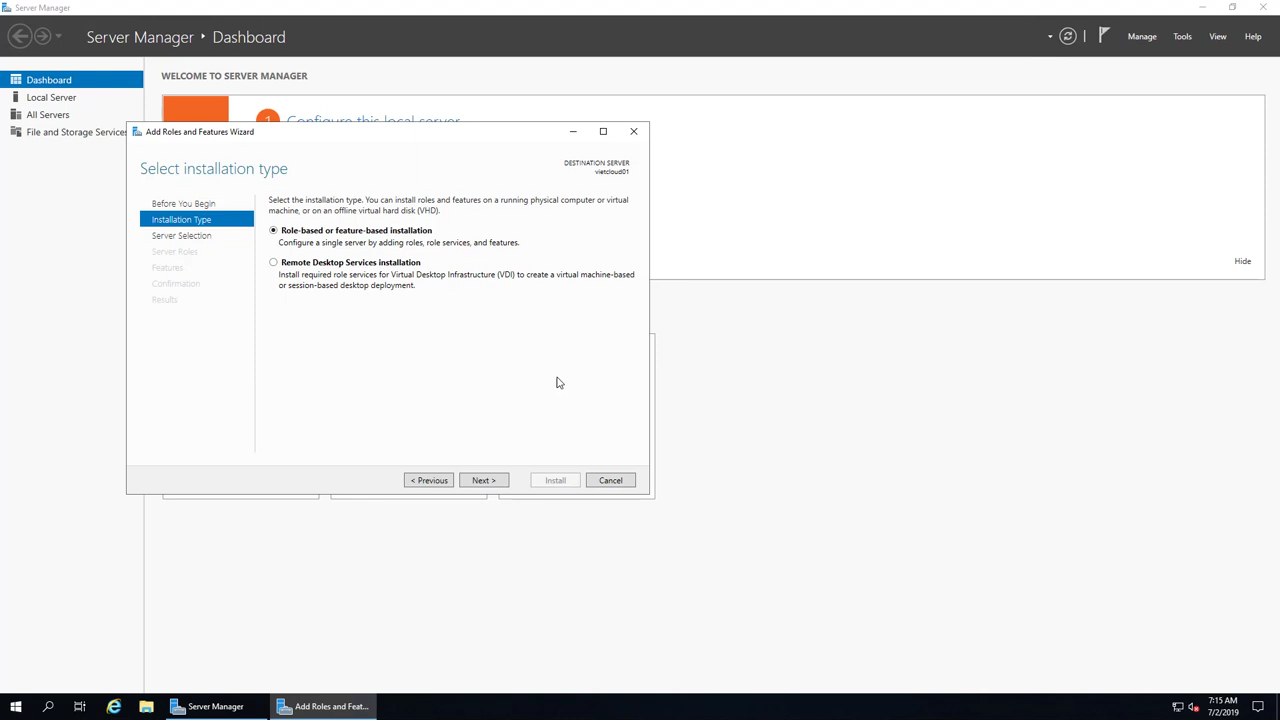 Server Manager
Server Manager • Dashboard
Manage
Tools
View
Help
Dashboard
Local Server
All Servers
File and Storage Services
WELCOME TO SERVER MANAGER
1 Configure this local server
Hide
Add Roles and Features Wizard
Select installation type
DESTINATION SERVER
vietcloud01
Before You Begin
Installation Type
Server Selection
Server Roles
Features
Confirmation
Results
Select the installation type. You can install roles and features on a running physical computer or virtual
machine, or on an offline virtual hard disk (VHD).
Role-based or feature-based installation
Configure a single server by adding roles, role services, and features.
Remote Desktop Services installation
Install required role services for Virtual Desktop Infrastructure (VDI) to create a virtual machine-based
or session-based desktop deployment.
< Previous
Next >
Install
Cancel
Server Manager
Add Roles and Feat...
7:15 AM
7/2/2019